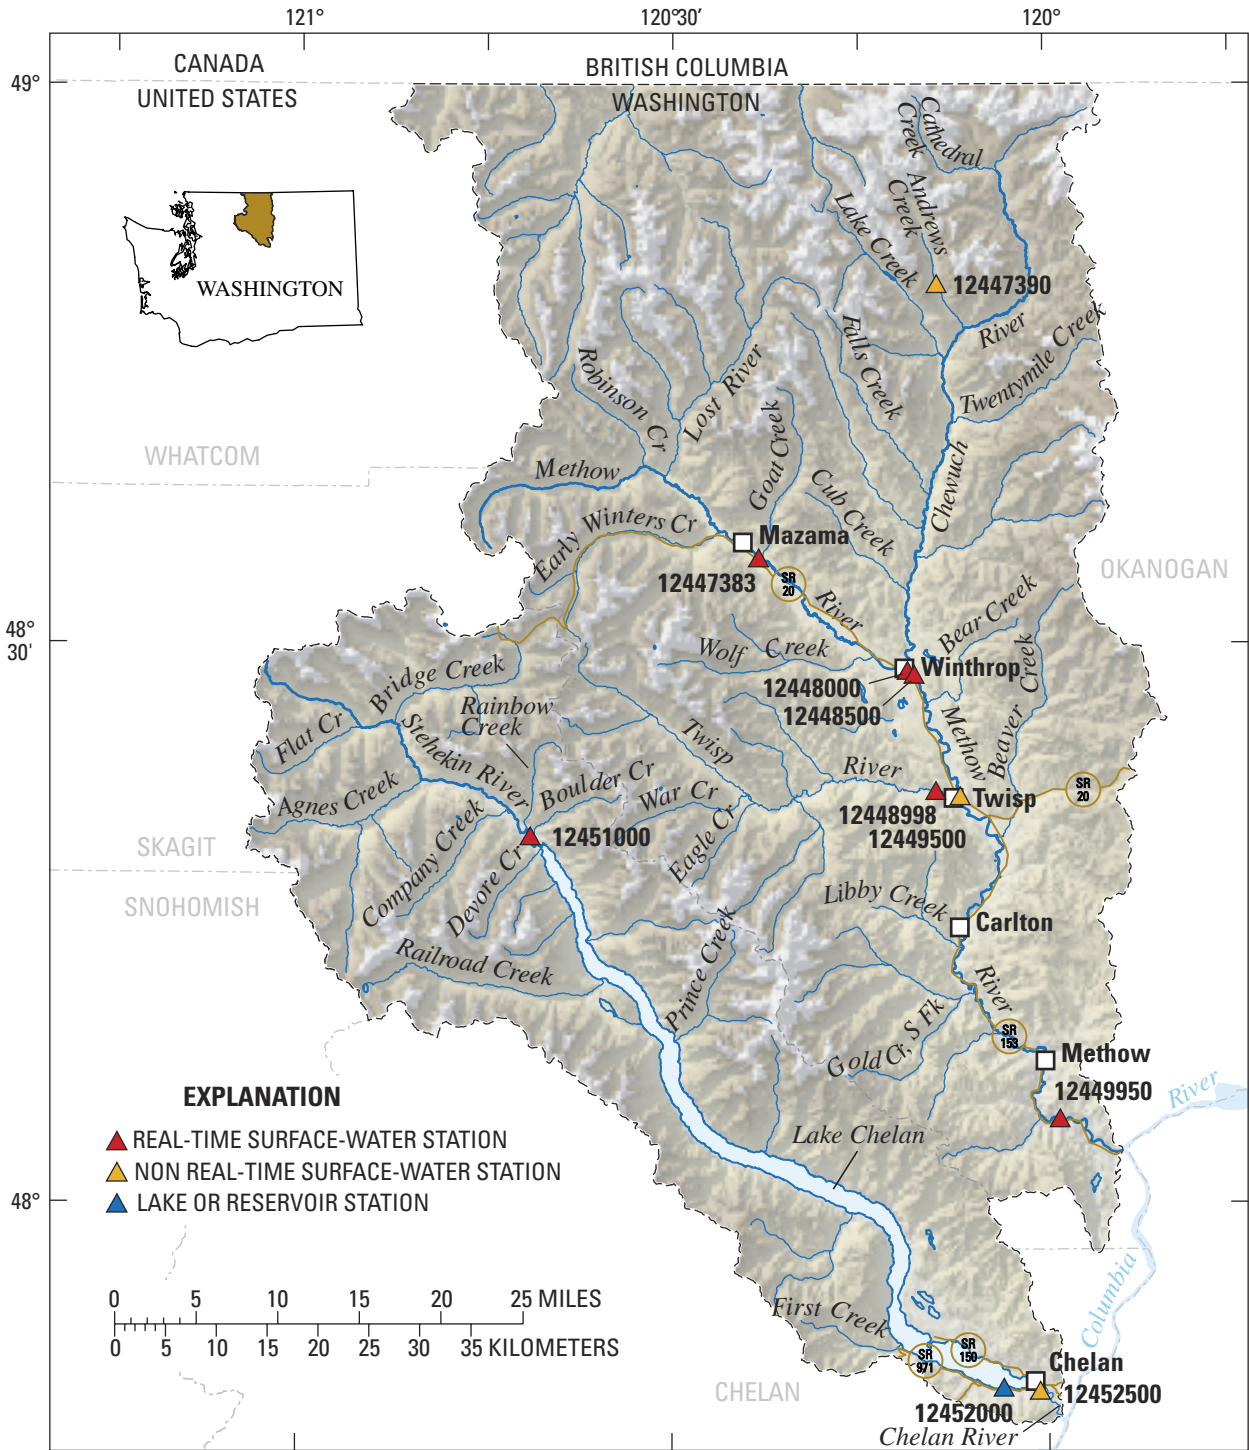 121°
120°30'
120°
49°
CANADA
BRITISH COLUMBIA
UNITED STATES
WASHINGTON
Cathedral
Creek
Andrews
Creek
Lake Creek
12447390
WASHINGTON
River
Falls Creek
Twentymile Creek
Robinson Cr
Lost River
Goat Creek
WHATCOM
Methow
Cub Creek
Chewuch
Early Winters Cr
Mazama
12447383
SR
20
River
OKANOGAN
48°
30'
Bear Creek
Wolf Creek
Winthrop
12448000
12448500
Beaver
Creek
Methow
Bridge Creek
Rainbow
Creek
Flat Cr
Stehekin River
Twisp
River
Agnes Creek
Boulder Cr
War Cr
SR
20
Twisp
12448998
12449500
SKAGIT
Company Creek
12451000
Eagle Cr
Devore Cr
SNOHOMISH
Libby Creek
Carlton
Railroad Creek
Prince Creek
River
Gold Cr, S Fk
SR
153
Methow
12449950
River
EXPLANATION
REAL-TIME SURFACE-WATER STATION
NON REAL-TIME SURFACE-WATER STATION
LAKE OR RESERVOIR STATION
Lake Chelan
48°
Columbia
0 5 10 15 20 25 MILES
0 5 10 15 20 25 30 35 KILOMETERS
First Creek
SR
971
SR
150
Chelan
CHELAN
12452500
12452000
Chelan River